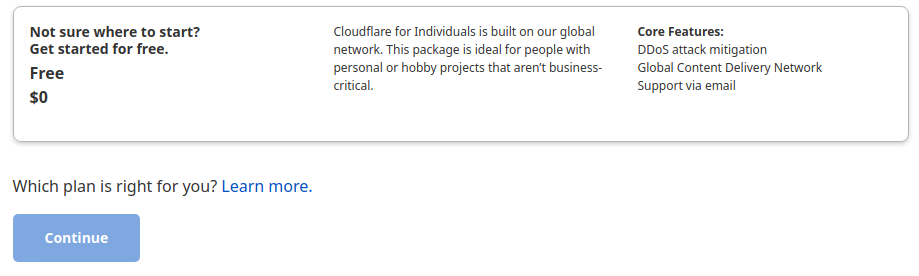 Not sure where to start?
Get started for free.
Free
$0
Cloudflare for Individuals is built on our global
network. This package is ideal for people with
personal or hobby projects that aren’t business-
critical.
Core Features:
DDoS attack mitigation
Global Content Delivery Network
Support via email
Which plan is right for you? Learn more.
Continue